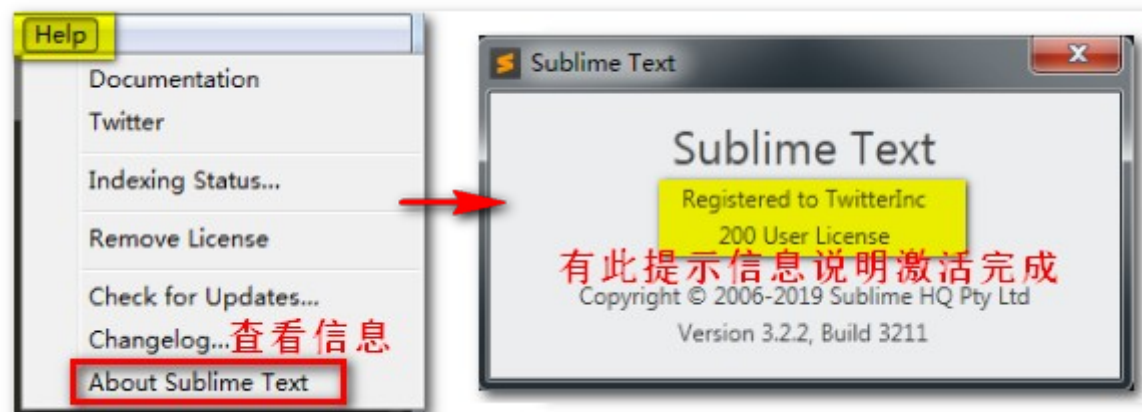 Help
Documentation
Twitter
Indexing Status...
Remove License
Check for Updates...
Changelog...查看信息
About Sublime Text
Sublime Text
Sublime Text
Registered to TwitterInc
200 User License
有此提示信息说明激活完成
Copyright © 2006-2019 Sublime HQ Pty Ltd
Version 3.2.2, Build 3211